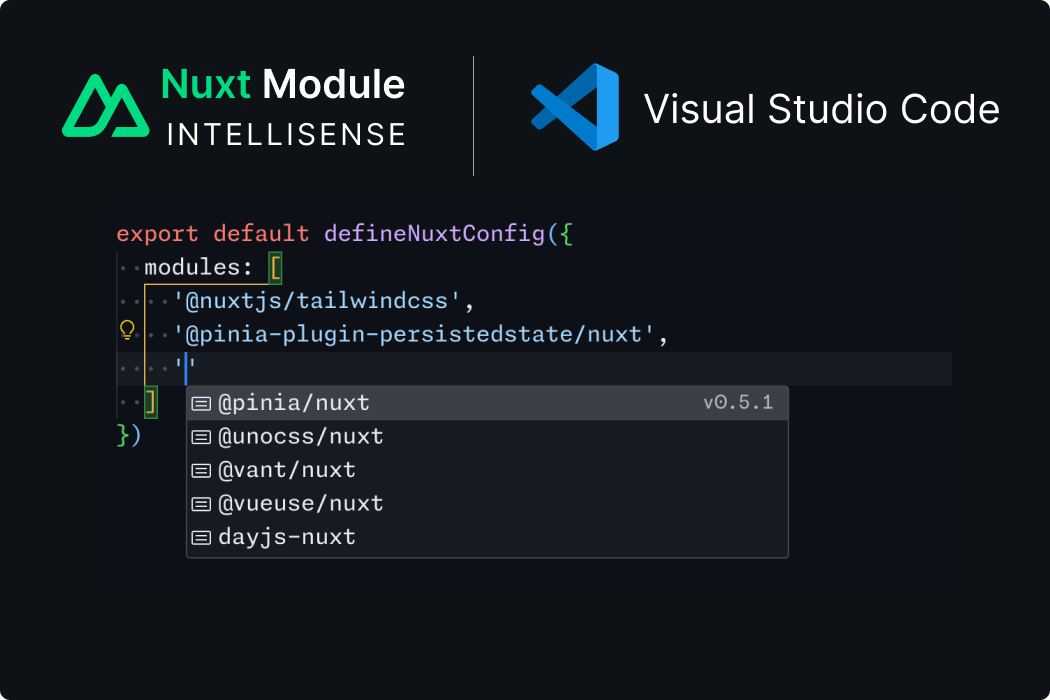 Nuxt Module
INTELLISENSE
Visual Studio Code
export default defineNuxtConfig({
modules: [
'@nuxtjs/tailwindcss',
'@pinia-plugin-persistedstate/nuxt',
''
]
})
@pinia/nuxt v0.5.1
@unocss/nuxt
@vant/nuxt
@vueuse/nuxt
dayjs-nuxt